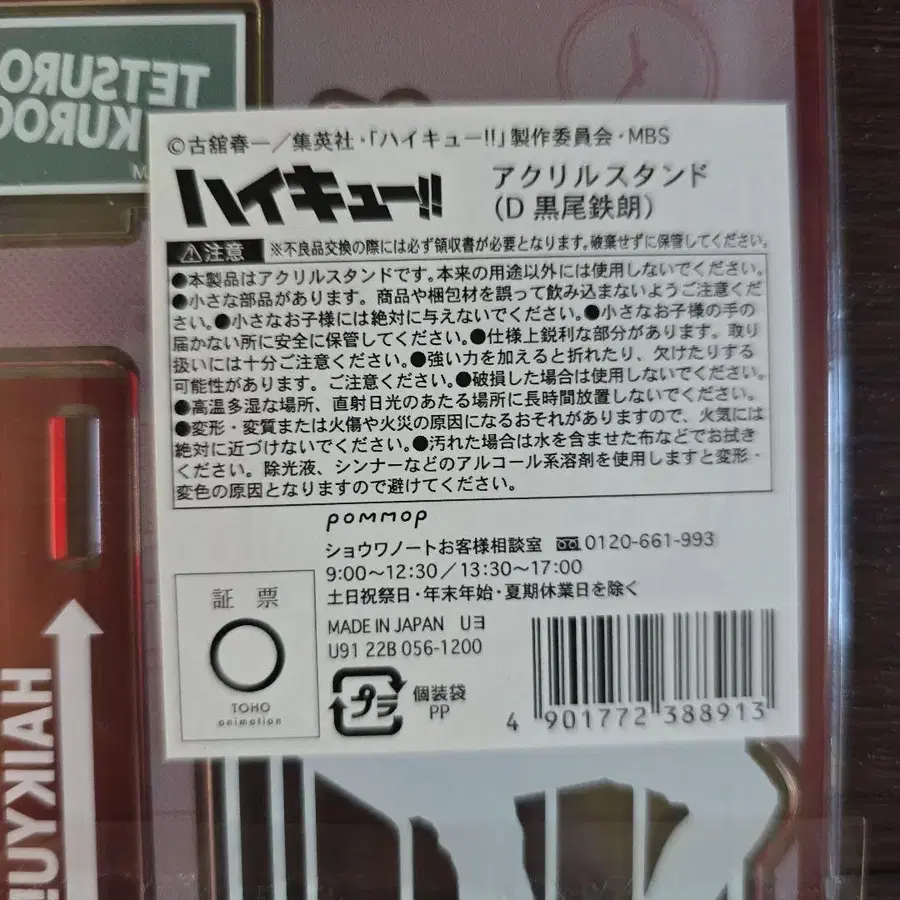 TETSURO
KUROO
©古舘春一／集英社・「ハイキュー!!」製作委員会・MBS
ハイキュー!!
アクリルスタンド
(D 黒尾鉄朗)
⚠注意 ※不良品交換の際には必ず領収書が必要となります。破棄せずに保管してください。
●本製品はアクリルスタンドです。本来の用途以外には使用しないでください。
●小さな部品があります。商品や梱包材を誤って飲み込まないようご注意くだ
さい。●小さなお子様には絶対に与えないでください。●小さなお子様の手の
届かない所に安全に保管してください。●仕様上鋭利な部分があります。取り
扱いには十分ご注意ください。●強い力を加えると折れたり、欠けたりする
可能性があります。ご注意ください。●破損した場合は使用しないでください。
●高温多湿な場所、直射日光のあたる場所に長時間放置しないでください。
●変形・変質または火傷や火災の原因になるおそれがありますので、火気には
絶対に近づけないでください。●汚れた場合は水を含ませた布などでお拭き
ください。除光液、シンナーなどのアルコール系溶剤を使用しますと変形・
変色の原因となりますので避けてください。
pommop
ショウワノートお客様相談室 0120-661-993
9:00～12:30／13:30～17:00
土日祝祭日・年末年始・夏期休業日を除く
証票
TOHO
animation
MADE IN JAPAN Uヨ
U91 22B 056-1200
プラ
個装袋
PP
4 901772 388913
HAIKYU!!